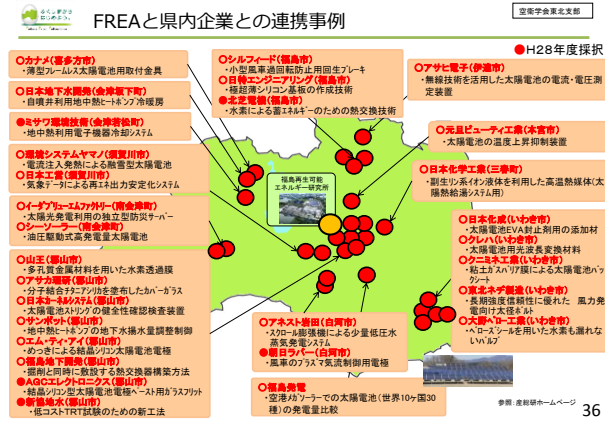 ふくしまから
はじめよう。
FREAと県内企業との連携事例
空衛学会東北支部
●H28年度採択
○カナメ(喜多方市)
・薄型フレームレス太陽電池用取付金具
○日本地下水開発(会津坂下町)
・自噴井利用地中熱ヒートポンプ冷暖房
●ミサワ環境技術(会津若松町)
・地中熱利用電子機器冷却システム
○環境システムヤマノ(須賀川市)
・電流注入発熱による融雪型太陽電池
○日本工営(須賀川市)
・気象データによる再エネ出力安定化システム
○イーダブリューエムファクトリー(南会津町)
・太陽光発電利用の独立型防災サーバー
○シーソーラー(南会津町)
・油圧駆動式高発電量太陽電池
○山王(郡山市)
・多孔質金属材料を用いた水素透過膜
○アサカ理研(郡山市)
・分子結合チタニアシリカを塗布したカバーガラス
○日本カーネルシステム(郡山市)
・太陽電池ストリングの健全性確認検査装置
○サンポット(郡山市)
・地中熱ヒートポンプの地下水揚水量調整制御
○エム・ティ・アイ(郡山市)
・めっきによる結晶シリコン太陽電池電極
○福島地下開発(郡山市)
・掘削と同時に敷設する熱交換器構築方法
●AGCエレクトロニクス(郡山市)
・結晶シリコン型太陽電池電極ペースト用ガラスフリット
●新協地水(郡山市)
・低コストTRT試験のための新工法
○シルフィード(福島市)
・小型風車過回転防止用回生ブレーキ
○日特エンジニアリング(福島市)
・極超薄シリコン基板の作成技術
●北芝電機(福島市)
・水素による蓄エネルギーのための熱交換技術
福島再生可能
エネルギー研究所
○アサヒ電子(伊達市)
・無線技術を活用した太陽電池の電流・電圧測
定装置
○元旦ビューティ工業(本宮市)
・太陽電池の温度上昇抑制装置
○日本化学工業(三春町)
・副生リン系イオン液体を利用した高温熱媒体(太
陽熱給湯システム用)
○日本化成(いわき市)
・太陽電池EVA封止剤用の添加材
○クレハ(いわき市)
・太陽電池用光波長変換材料
○クニミネ工業(いわき市)
・粘土ガスバリア膜による太陽電池バッ
クシート
○東北ネヂ製造(いわき市)
・長期強度信頼性に優れた 風力発
電向け太径ボルト
○大野ベロー工業(いわき市)
・ベローズシールを用いた水素も漏れな
いバルブ
○アネスト岩田(白河市)
・スクロール膨張機による少量低圧水
蒸気発電システム
●朝日ラバー(白河市)
・風車のプラズマ気流制御用電極
○福島発電
・空港メガソーラーでの太陽電池(世界10ヶ国30
種)の発電量比較
参照:産総研ホームページ
36